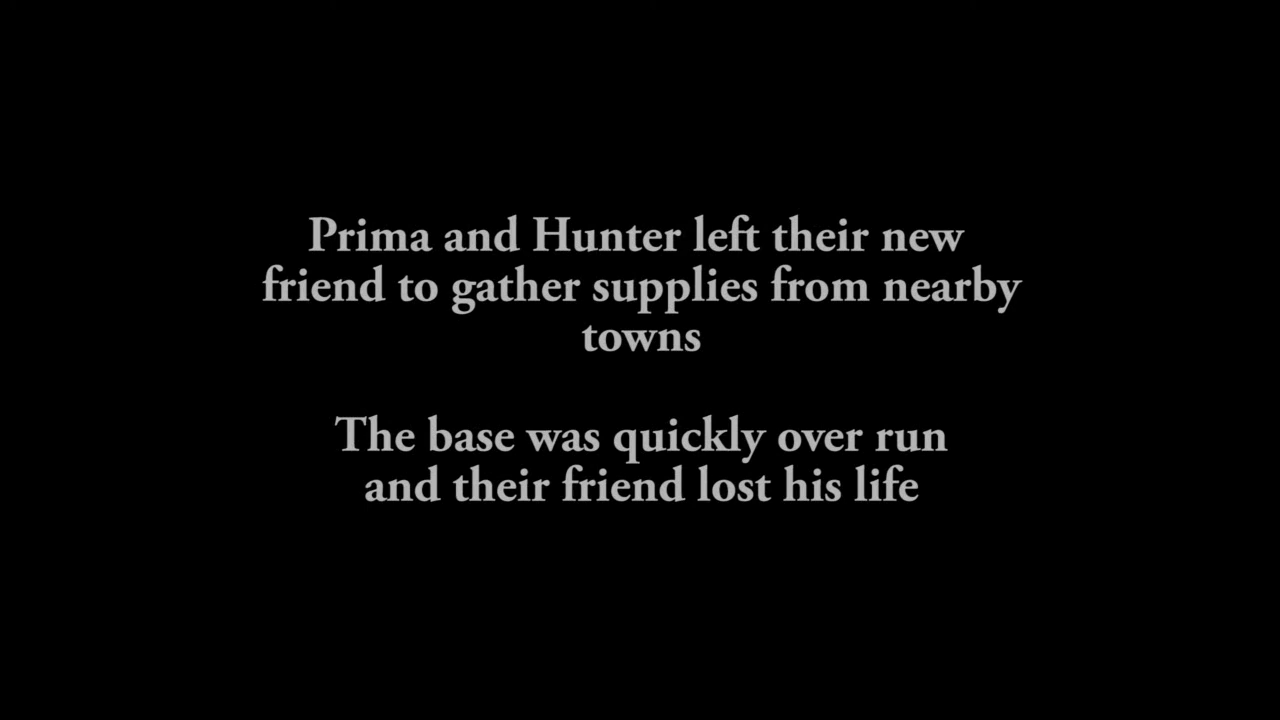 Prima and Hunter left their new
friend to gather supplies from nearby
towns
The base was quickly over run
and their friend lost his life